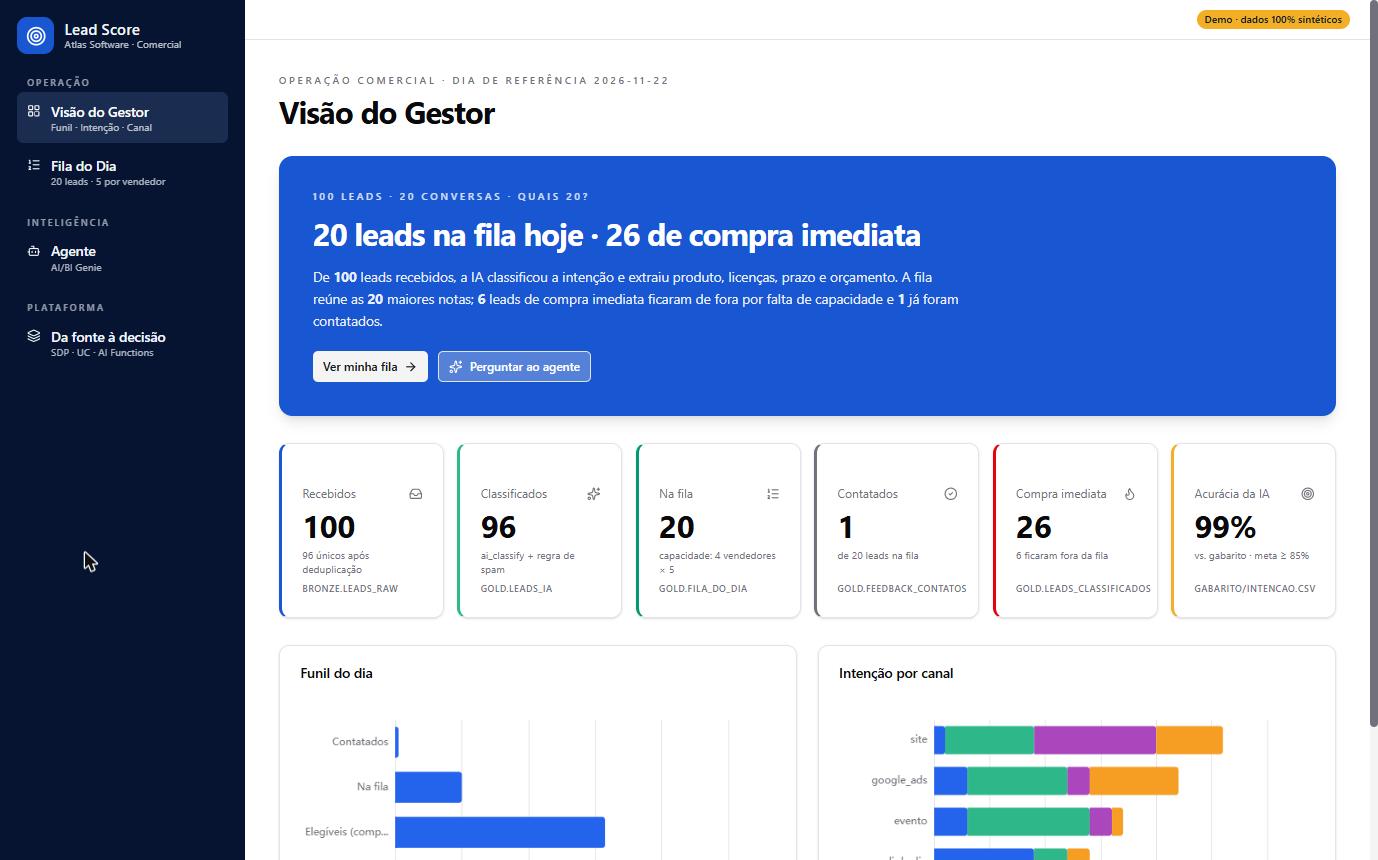 Lead Score
Atlas Software · Comercial
OPERAÇÃO
Visão do Gestor
Funil · Intenção · Canal
Fila do Dia
20 leads · 5 por vendedor
INTELIGÊNCIA
Agente
AI/BI Genie
PLATAFORMA
Da fonte à decisão
SDP · UC · AI Functions
Demo · dados 100% sintéticos
OPERAÇÃO COMERCIAL · DIA DE REFERÊNCIA 2026-11-22
Visão do Gestor
100 LEADS · 20 CONVERSAS · QUAIS 20?
20 leads na fila hoje · 26 de compra imediata
De 100 leads recebidos, a IA classificou a intenção e extraiu produto, licenças, prazo e orçamento. A fila
reúne as 20 maiores notas; 6 leads de compra imediata ficaram de fora por falta de capacidade e 1 já foram
contatados.
Ver minha fila
Perguntar ao agente
Recebidos
100
96 únicos após
deduplicação
BRONZE.LEADS_RAW
Classificados
96
ai_classify + regra de
spam
GOLD.LEADS_IA
Na fila
20
capacidade: 4 vendedores
× 5
GOLD.FILA_DO_DIA
Contatados
1
de 20 leads na fila
GOLD.FEEDBACK_CONTATOS
Compra imediata
26
6 ficaram fora da fila
GOLD.LEADS_CLASSIFICADOS
Acurácia da IA
99%
vs. gabarito · meta ≥ 85%
GABARITO/INTENCAO.CSV
Funil do dia
Contatados
Na fila
Elegíveis (comp...
Intenção por canal
site
google_ads
evento